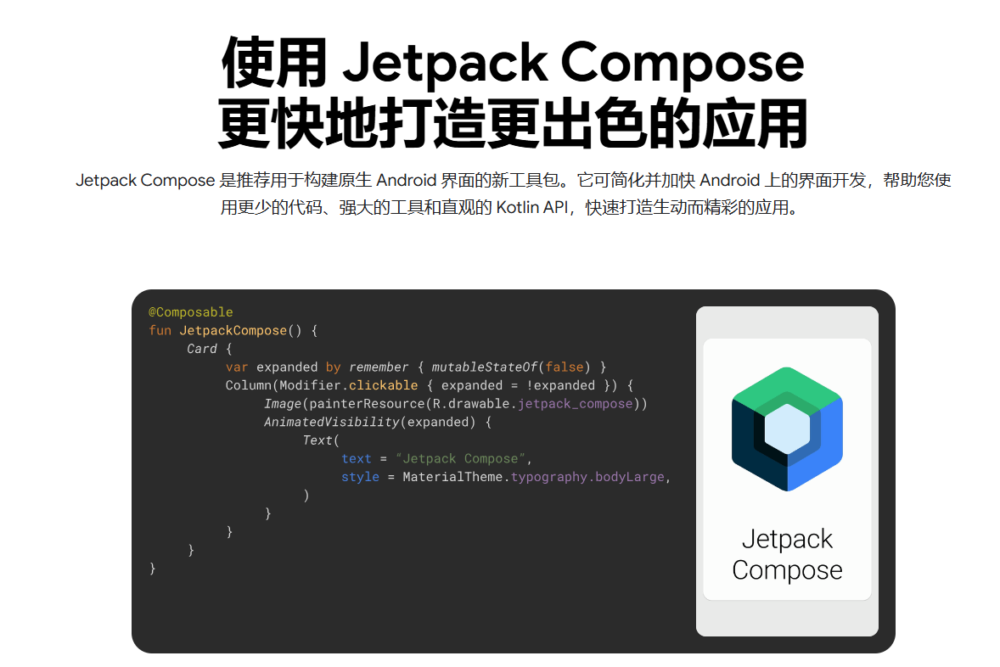 使用 Jetpack Compose
更快地打造更出色的应用
Jetpack Compose 是推荐用于构建原生 Android 界面的新工具包。它可简化并加快 Android 上的界面开发，帮助您使
用更少的代码、强大的工具和直观的 Kotlin API，快速打造生动而精彩的应用。
@Composable
fun JetpackCompose() {
     Card {
          var expanded by remember { mutableStateOf(false) }
          Column(Modifier.clickable { expanded = !expanded }) {
               Image(painterResource(R.drawable.jetpack_compose))
               AnimatedVisibility(expanded) {
                    Text(
                         text = “Jetpack Compose”,
                         style = MaterialTheme.typography.bodyLarge,
                    )
               }
          }
     }
}
Jetpack
Compose